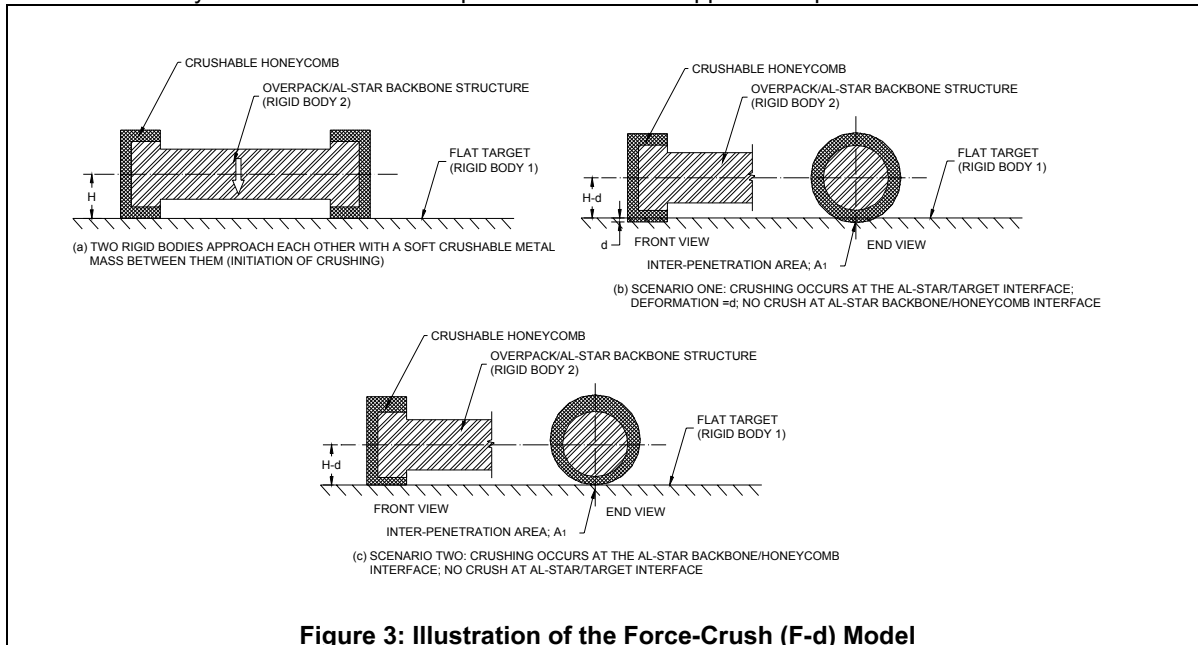 CRUSHABLE HONEYCOMB
OVERPACK/AL-STAR BACKBONE STRUCTURE
(RIGID BODY 2)
FLAT TARGET
(RIGID BODY 1)
H
(a) TWO RIGID BODIES APPROACH EACH OTHER WITH A SOFT CRUSHABLE METAL
MASS BETWEEN THEM (INITIATION OF CRUSHING)
CRUSHABLE HONEYCOMB
OVERPACK/AL-STAR BACKBONE STRUCTURE
(RIGID BODY 2)
FLAT TARGET
(RIGID BODY 1)
H-d
d
FRONT VIEW
END VIEW
INTER-PENETRATION AREA; A1
(b) SCENARIO ONE: CRUSHING OCCURS AT THE AL-STAR/TARGET INTERFACE;
DEFORMATION =d; NO CRUSH AT AL-STAR BACKBONE/HONEYCOMB INTERFACE
CRUSHABLE HONEYCOMB
OVERPACK/AL-STAR BACKBONE STRUCTURE
(RIGID BODY 2)
FLAT TARGET
(RIGID BODY 1)
H-d
FRONT VIEW
END VIEW
INTER-PENETRATION AREA; A1
(c) SCENARIO TWO: CRUSHING OCCURS AT THE AL-STAR BACKBONE/HONEYCOMB
INTERFACE; NO CRUSH AT AL-STAR/TARGET INTERFACE
Figure 3: Illustration of the Force-Crush (F-d) Model